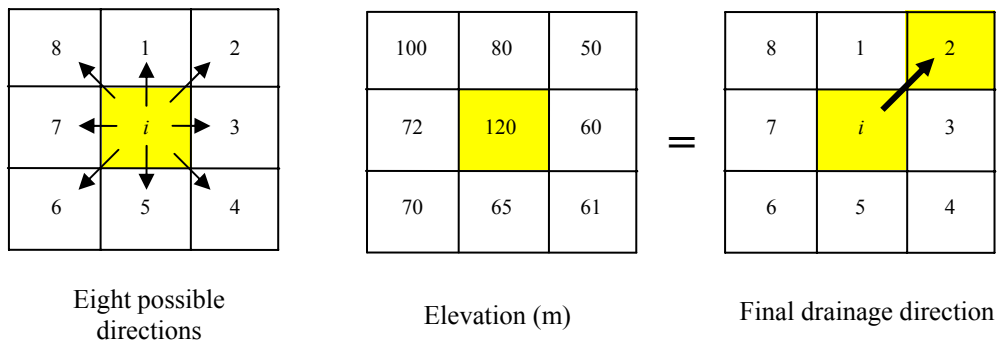 8 1 2
7 i 3
6 5 4
Eight possible
directions
100 80 50
72 120 60
70 65 61
Elevation (m)
=
8 1 2
7 i 3
6 5 4
Final drainage direction